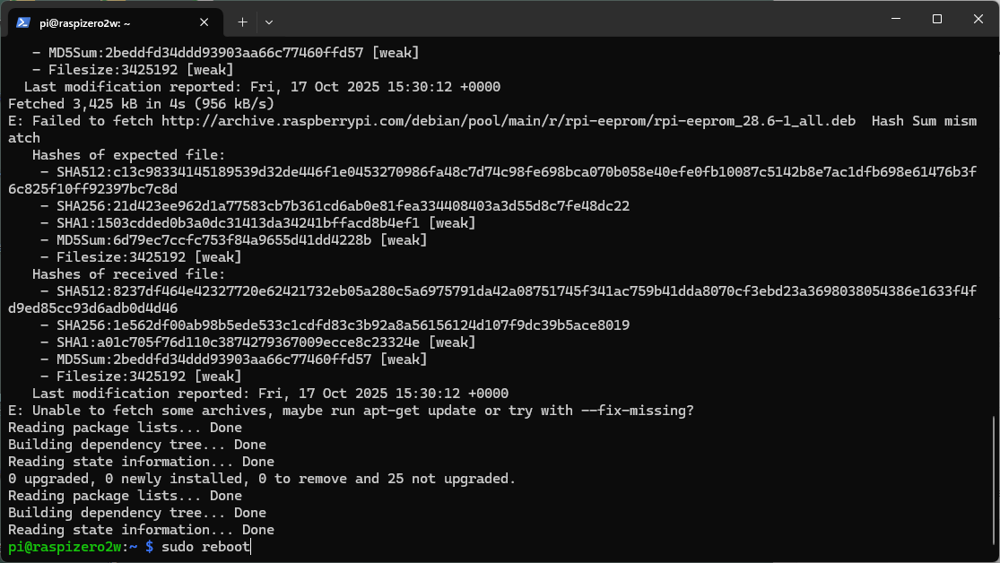 pi@raspizero2w: ~
- MD5Sum:2beddfd34ddd93903aa66c77460ffd57 [weak]
- Filesize:3425192 [weak]
Last modification reported: Fri, 17 Oct 2025 15:30:12 +0000
Fetched 3,425 kB in 4s (956 kB/s)
E: Failed to fetch http://archive.raspberrypi.com/debian/pool/main/r/rpi-eeprom/rpi-eeprom_28.6-1_all.deb  Hash Sum mism
atch
Hashes of expected file:
- SHA512:c13c98334145189539d32de446f1e0453270986fa48c7d74c98fe698bca070b058e40efe0fb10087c5142b8e7ac1dfb698e61476b3f
6c825f10ff92397bc7c8d
- SHA256:21d423ee962d1a77583cb7b361cd6ab0e81fea334408403a3d55d8c7fe48dc22
- SHA1:1503cdded0b3a0dc31413da34241bffacd8b4ef1 [weak]
- MD5Sum:6d79ec7ccfc753f84a9655d41dd4228b [weak]
- Filesize:3425192 [weak]
Hashes of received file:
- SHA512:8237df464e42327720e62421732eb05a280c5a6975791da42a08751745f341ac759b41dda8070cf3ebd23a3698038054386e1633f4f
d9ed85cc93d6adb0d4d46
- SHA256:1e562df00ab98b5ede533c1cdfd83c3b92a8a56156124d107f9dc39b5ace8019
- SHA1:a01c705f76d110c3874279367009ecce8c23324e [weak]
- MD5Sum:2beddfd34ddd93903aa66c77460ffd57 [weak]
- Filesize:3425192 [weak]
Last modification reported: Fri, 17 Oct 2025 15:30:12 +0000
E: Unable to fetch some archives, maybe run apt-get update or try with --fix-missing?
Reading package lists... Done
Building dependency tree... Done
Reading state information... Done
0 upgraded, 0 newly installed, 0 to remove and 25 not upgraded.
Reading package lists... Done
Building dependency tree... Done
Reading state information... Done
pi@raspizero2w:~ $ sudo reboot